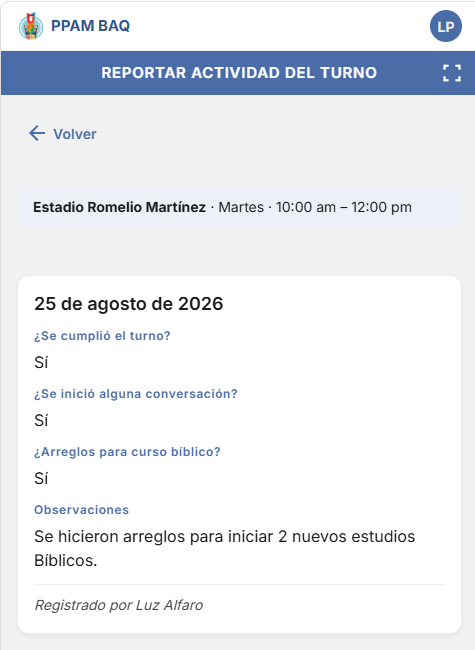 PPAM BAQ
LP
REPORTAR ACTIVIDAD DEL TURNO
Volver
Estadio Romelio Martínez · Martes · 10:00 am – 12:00 pm
25 de agosto de 2026
¿Se cumplió el turno?
Sí
¿Se inició alguna conversación?
Sí
¿Arreglos para curso bíblico?
Sí
Observaciones
Se hicieron arreglos para iniciar 2 nuevos estudios
Bíblicos.
Registrado por Luz Alfaro